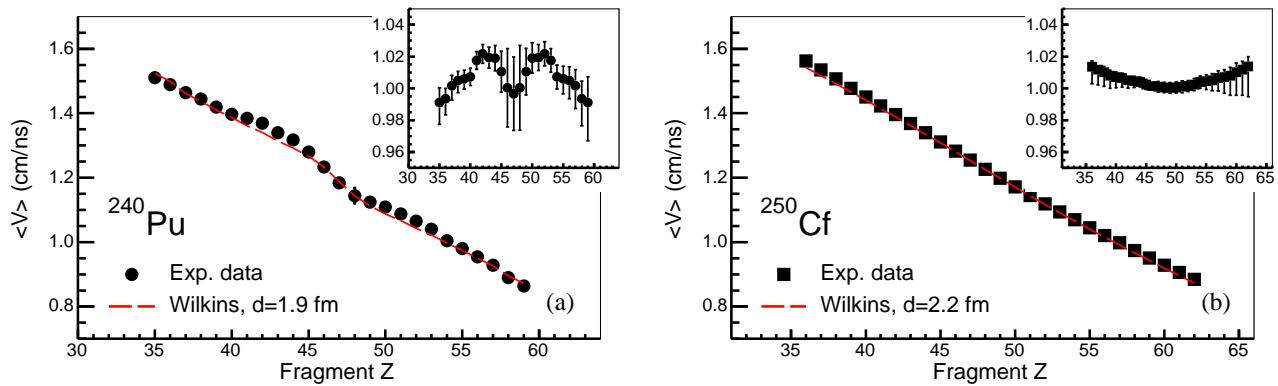 1.6
1.4
1.2
1.0
0.8
<V> (cm/ns)
30 35 40 45 50 55 60
Fragment Z
240Pu
Exp. data
Wilkins, d=1.9 fm
(a)
1.04
1.02
1.00
0.98
0.96
30 35 40 45 50 55 60
1.6
1.4
1.2
1.0
0.8
<V> (cm/ns)
35 40 45 50 55 60 65
Fragment Z
250Cf
Exp. data
Wilkins, d=2.2 fm
(b)
1.04
1.02
1.00
0.98
0.96
30 35 40 45 50 55 60 65